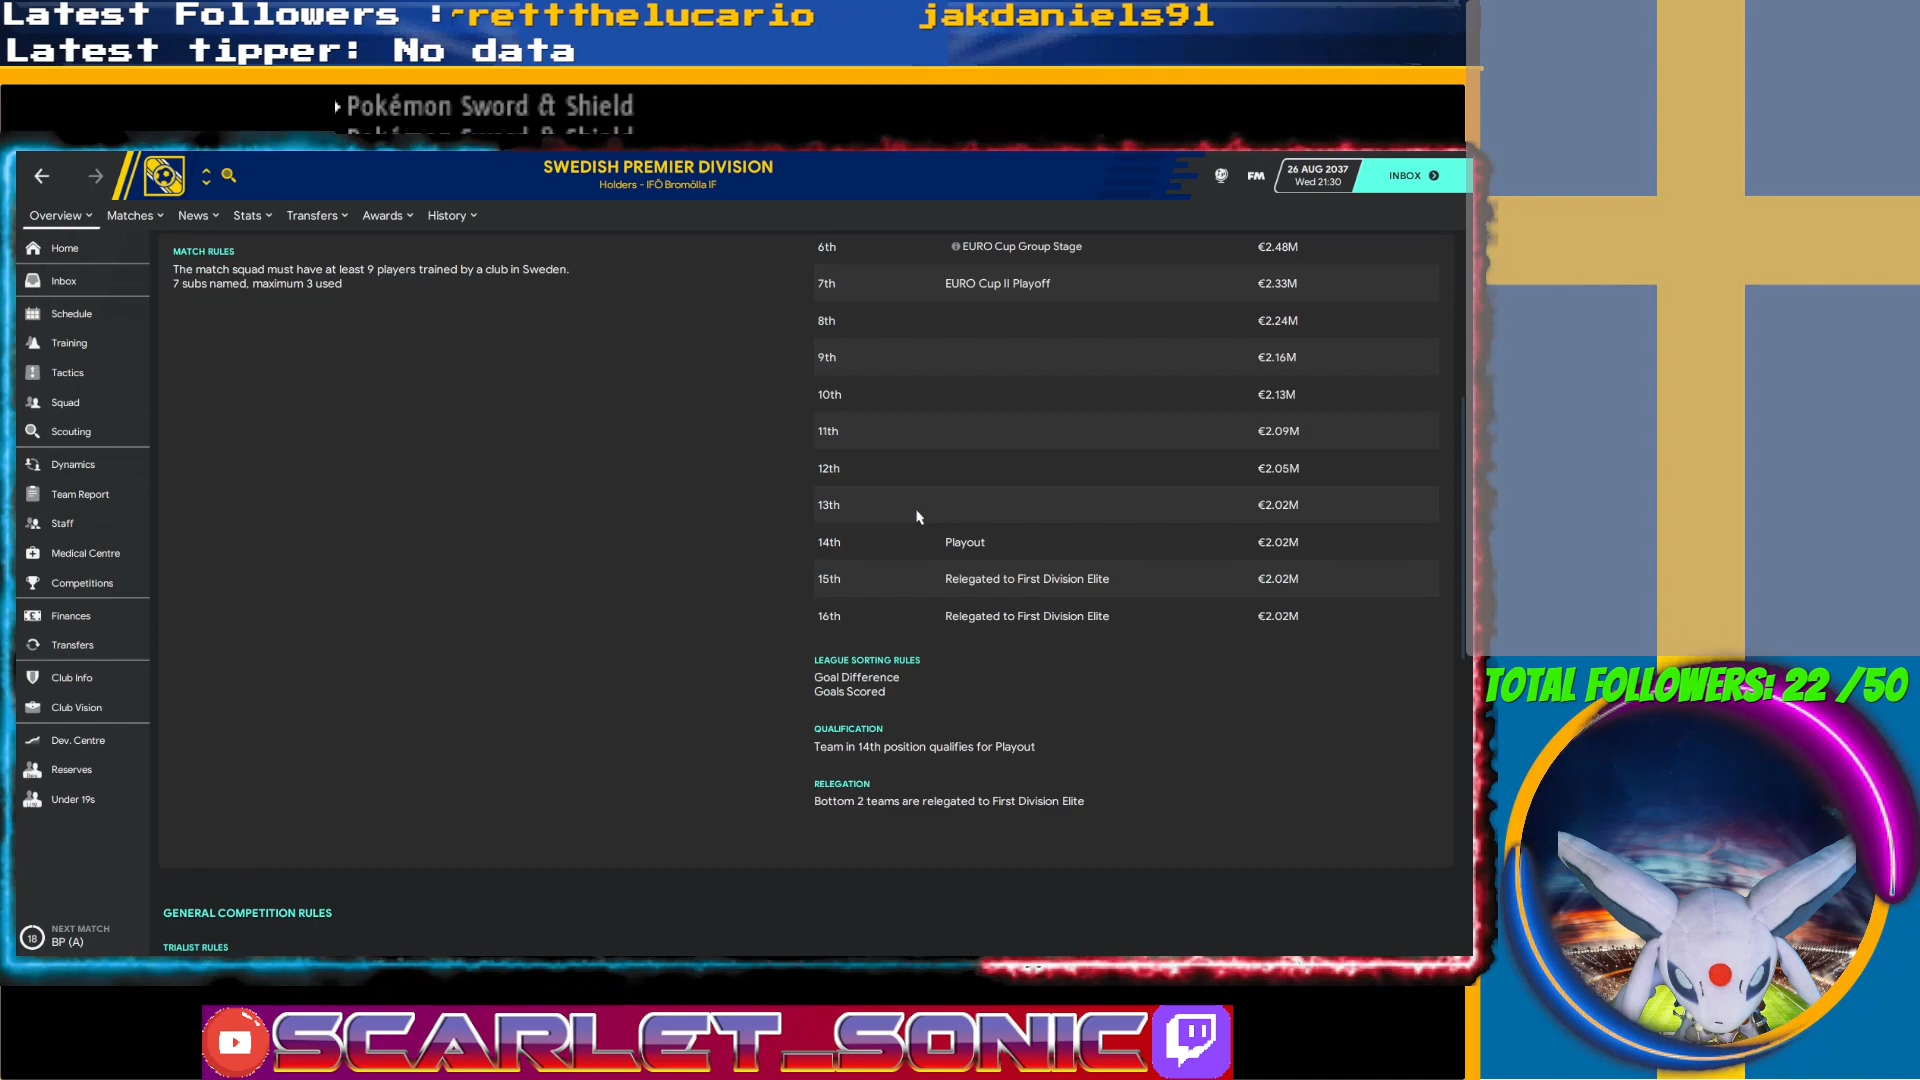 Latest Followers :
rettthelucario jakdaniels91
Latest tipper: No data
Pokémon Sword & Shield
Pokémon Sword & Shield
SWEDISH PREMIER DIVISION
Holders - IFÖ Bromölla IF
FM
26 AUG 2037
Wed 21:30
INBOX
Overview
Matches
News
Stats
Transfers
Awards
History
Home
Inbox
Schedule
Training
Tactics
Squad
Scouting
Dynamics
Team Report
Staff
Medical Centre
Competitions
Finances
Transfers
Club Info
Club Vision
Dev. Centre
Reserves
Under 19s
18
NEXT MATCH
BP (A)
MATCH RULES
The match squad must have at least 9 players trained by a club in Sweden.
7 subs named, maximum 3 used
6th EURO Cup Group Stage €2.48M
7th EURO Cup II Playoff €2.33M
8th €2.24M
9th €2.16M
10th €2.13M
11th €2.09M
12th €2.05M
13th €2.02M
14th Playout €2.02M
15th Relegated to First Division Elite €2.02M
16th Relegated to First Division Elite €2.02M
LEAGUE SORTING RULES
Goal Difference
Goals Scored
QUALIFICATION
Team in 14th position qualifies for Playout
RELEGATION
Bottom 2 teams are relegated to First Division Elite
GENERAL COMPETITION RULES
TRIALIST RULES
TOTAL FOLLOWERS: 22 /50
SCARLET_SONIC